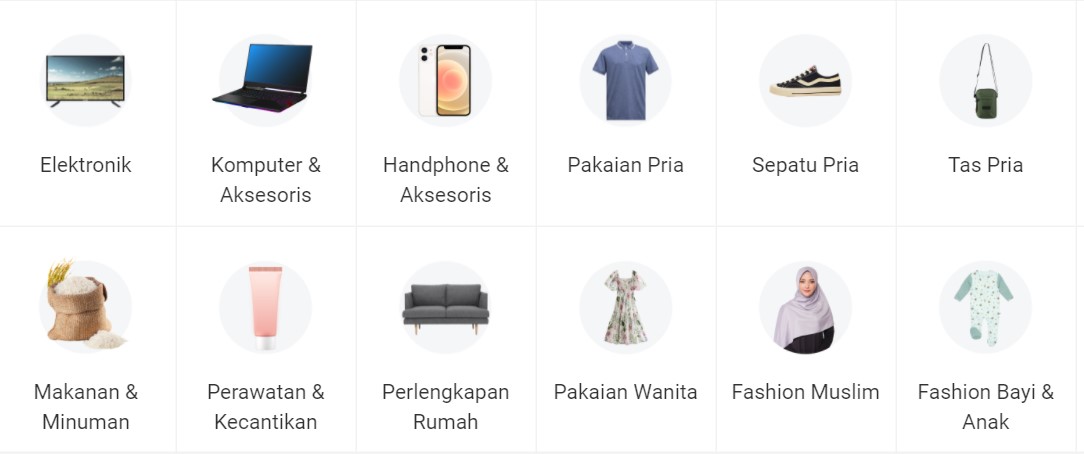 Elektronik
Komputer &
Aksesoris
Handphone &
Aksesoris
Pakaian Pria
Sepatu Pria
Tas Pria
Makanan &
Minuman
Perawatan &
Kecantikan
Perlengkapan
Rumah
Pakaian Wanita
Fashion Muslim
Fashion Bayi &
Anak